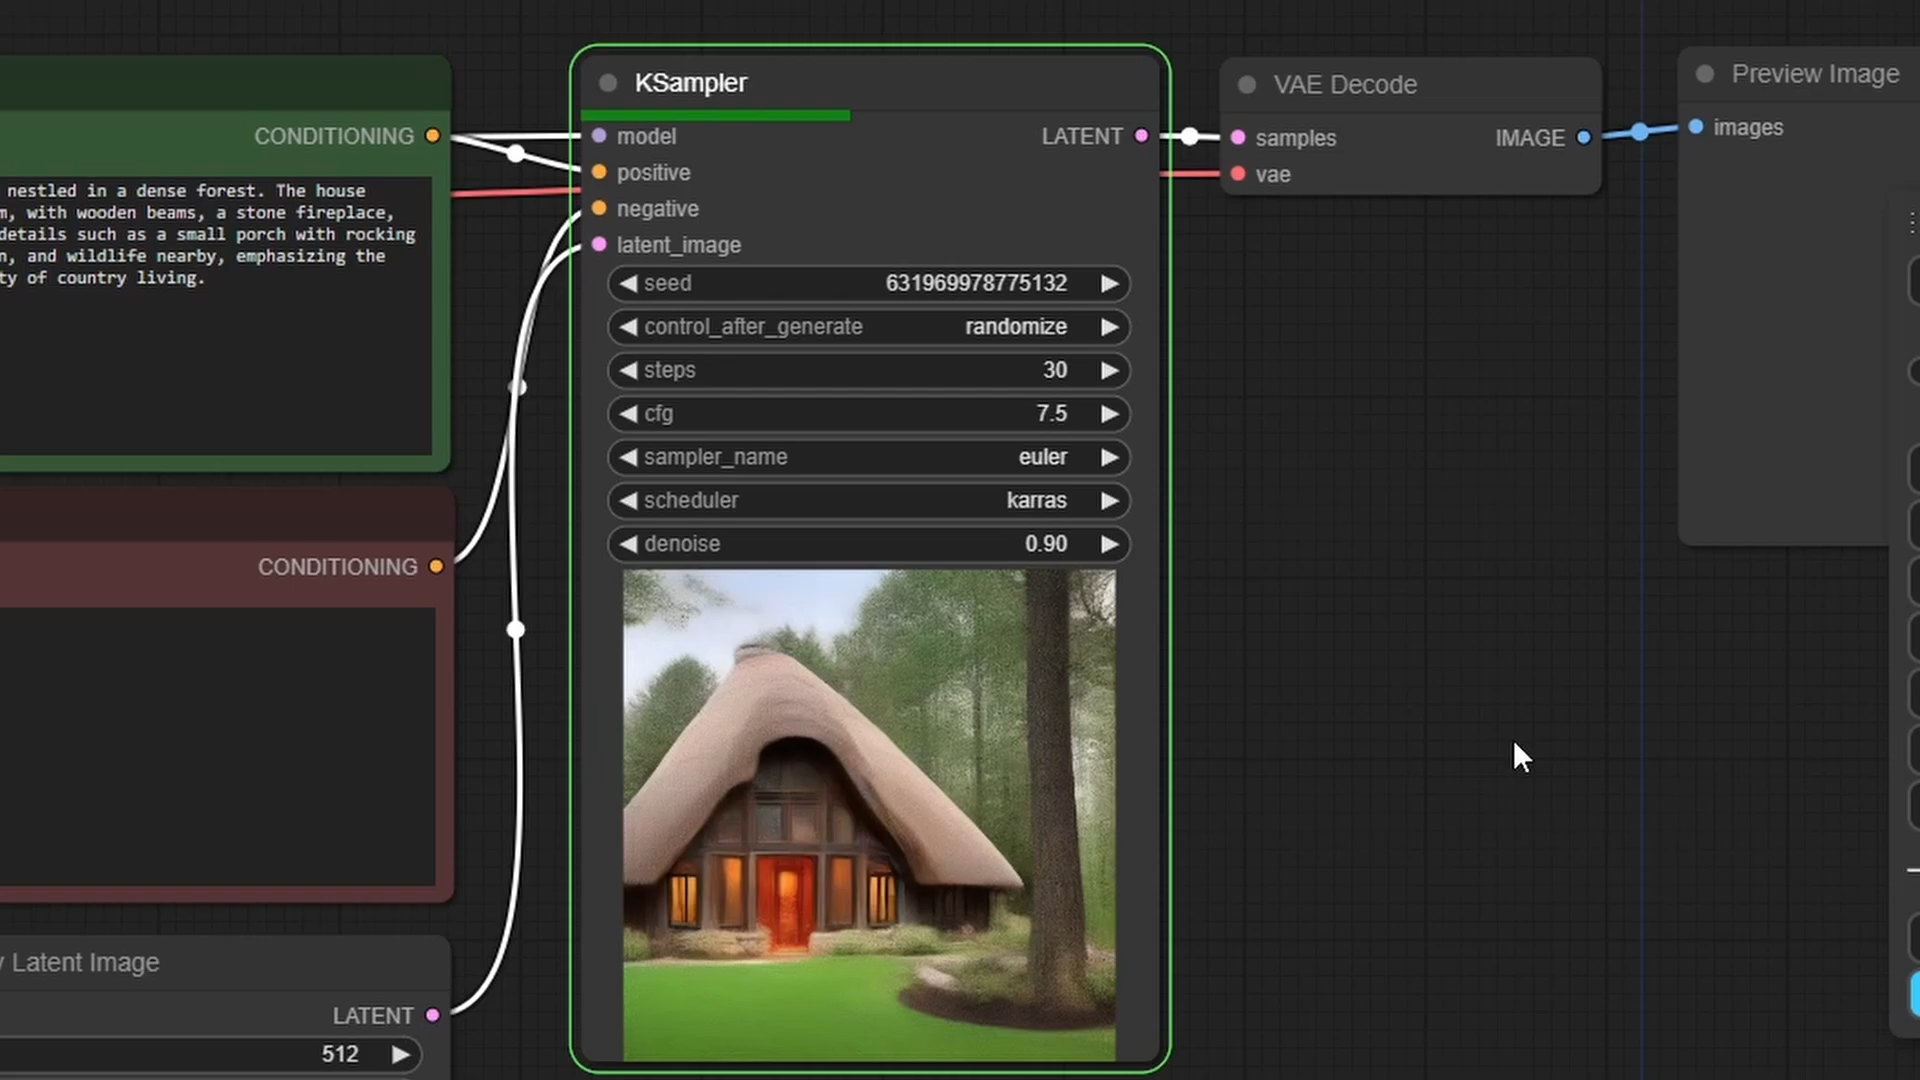 CONDITIONING
nestled in a dense forest. The house
, with wooden beams, a stone fireplace,
details such as a small porch with rocking
, and wildlife nearby, emphasizing the
of country living.
CONDITIONING
Latent Image
LATENT
512
KSampler
model
LATENT
positive
negative
latent_image
seed 631969978775132
control_after_generate randomize
steps 30
cfg 7.5
sampler_name euler
scheduler karras
denoise 0.90
VAE Decode
samples IMAGE
vae
Preview Image
images